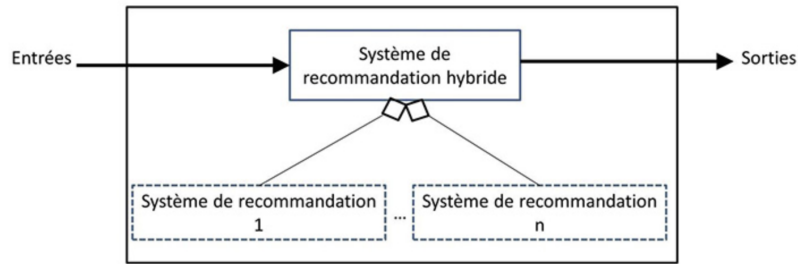 Entrées
Système de
recommandation hybride
Sorties
Système de recommandation
1
...
Système de recommandation
n